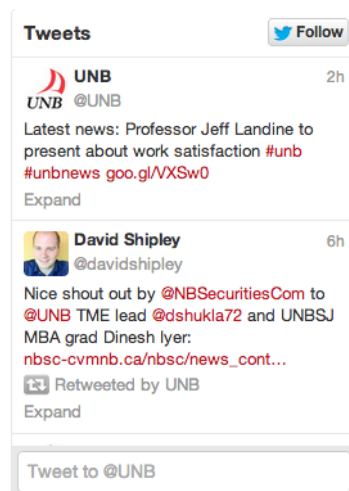 Tweets
Follow
UNB
2h
UNB @UNB
Latest news: Professor Jeff Landine to
present about work satisfaction #unb
#unbnews goo.gl/VXSw0
Expand
David Shipley
6h
@davidshipley
Nice shout out by @NBSecuritiesCom to
@UNB TME lead @dshukla72 and UNBSJ
MBA grad Dinesh Iyer:
nbsc-cvmnb.ca/nbsc/news_cont…
Retweeted by UNB
Expand
Tweet to @UNB